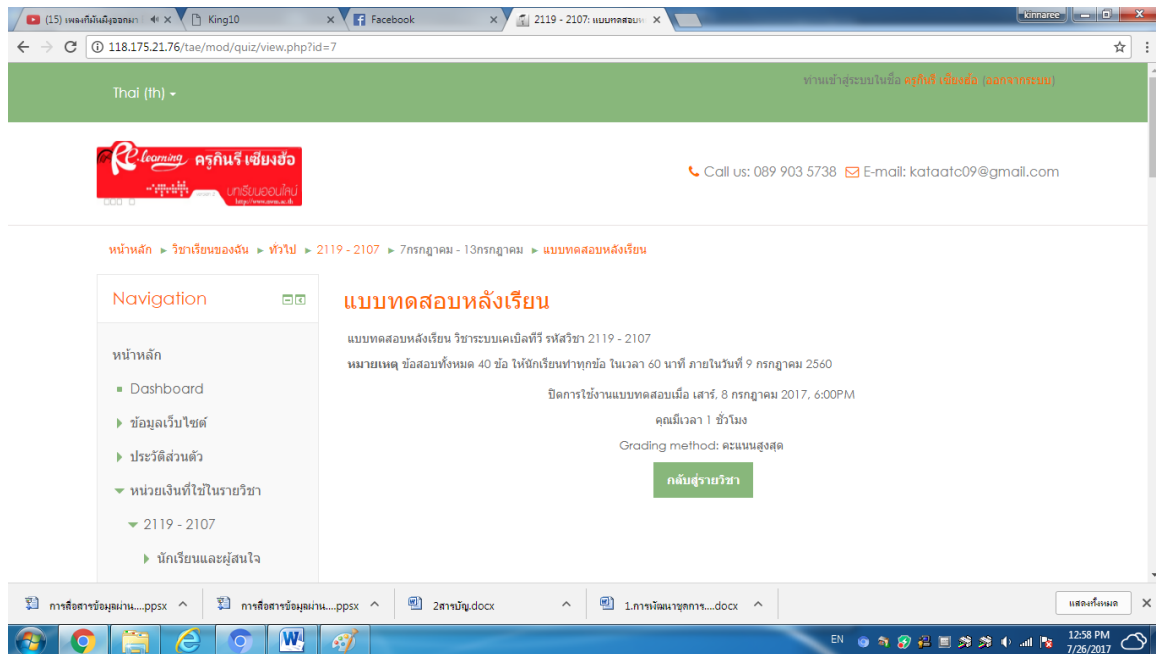 (15) เพลงที่มันผิงออกมา
King10
Facebook
2119 - 2107: แบบทดสอบห
kinnaree
118.175.21.76/tae/mod/quiz/view.php?id=7
Thai (th)
ท่านเข้าสู่ระบบในชื่อ ครูกินรี เซียงฮ้อ (ออกจากระบบ)
e-learning ครูกินรี เซียงฮ้อ
บทเรียนออนไลน์
Call us: 089 903 5738 E-mail: kataatc09@gmail.com
หน้าหลัก ► วิชาเรียนของฉัน ► ทั่วไป ► 2119 - 2107 ► 7กรกฎาคม - 13กรกฎาคม ► แบบทดสอบหลังเรียน
Navigation
หน้าหลัก
Dashboard
ข้อมูลเว็บไซต์
ประวัติส่วนตัว
หน่วยเงินที่ใช้ในรายวิชา
2119 - 2107
นักเรียนและผู้สนใจ
แบบทดสอบหลังเรียน
แบบทดสอบหลังเรียน วิชาระบบเคเบิลทีวี รหัสวิชา 2119 - 2107
หมายเหตุ ข้อสอบทั้งหมด 40 ข้อ ให้นักเรียนทำทุกข้อ ในเวลา 60 นาที ภายในวันที่ 9 กรกฎาคม 2560
ปิดการใช้งานแบบทดสอบเมื่อ เสาร์, 8 กรกฎาคม 2017, 6:00PM
คุณมีเวลา 1 ชั่วโมง
Grading method: คะแนนสูงสุด
กลับสู่รายวิชา
การสื่อสารข้อมูลผ่าน....ppsx
การสื่อสารข้อมูลผ่าน....ppsx
2สารบัญ.docx
1.การพัฒนาชุดการ....docx
แสดงทั้งหมด
EN
12:58 PM
7/26/2017